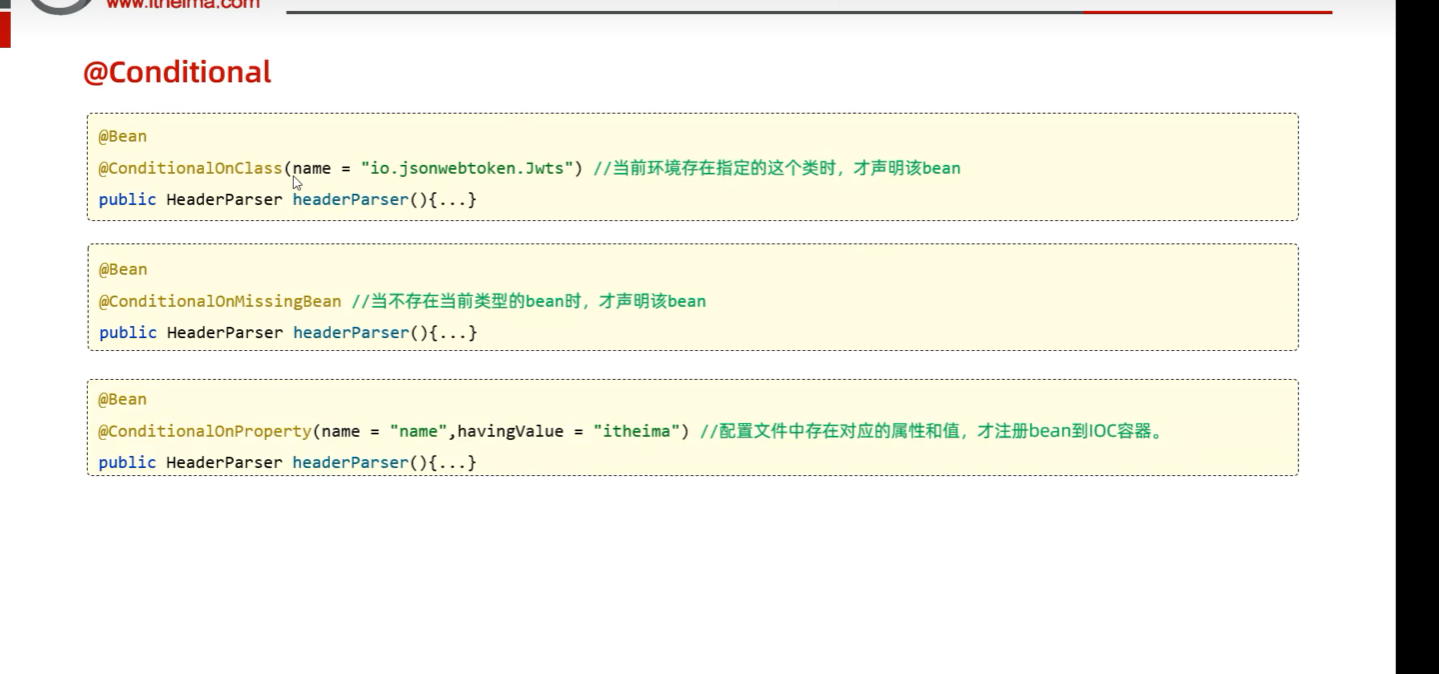 www.itheima.com
@Conditional
@Bean
@ConditionalOnClass(name = "io.jsonwebtoken.Jwts") //当前环境存在指定的这个类时，才声明该bean
public HeaderParser headerParser(){...}
@Bean
@ConditionalOnMissingBean //当不存在当前类型的bean时，才声明该bean
public HeaderParser headerParser(){...}
@Bean
@ConditionalOnProperty(name = "name",havingValue = "itheima") //配置文件中存在对应的属性和值，才注册bean到IOC容器。
public HeaderParser headerParser(){...}